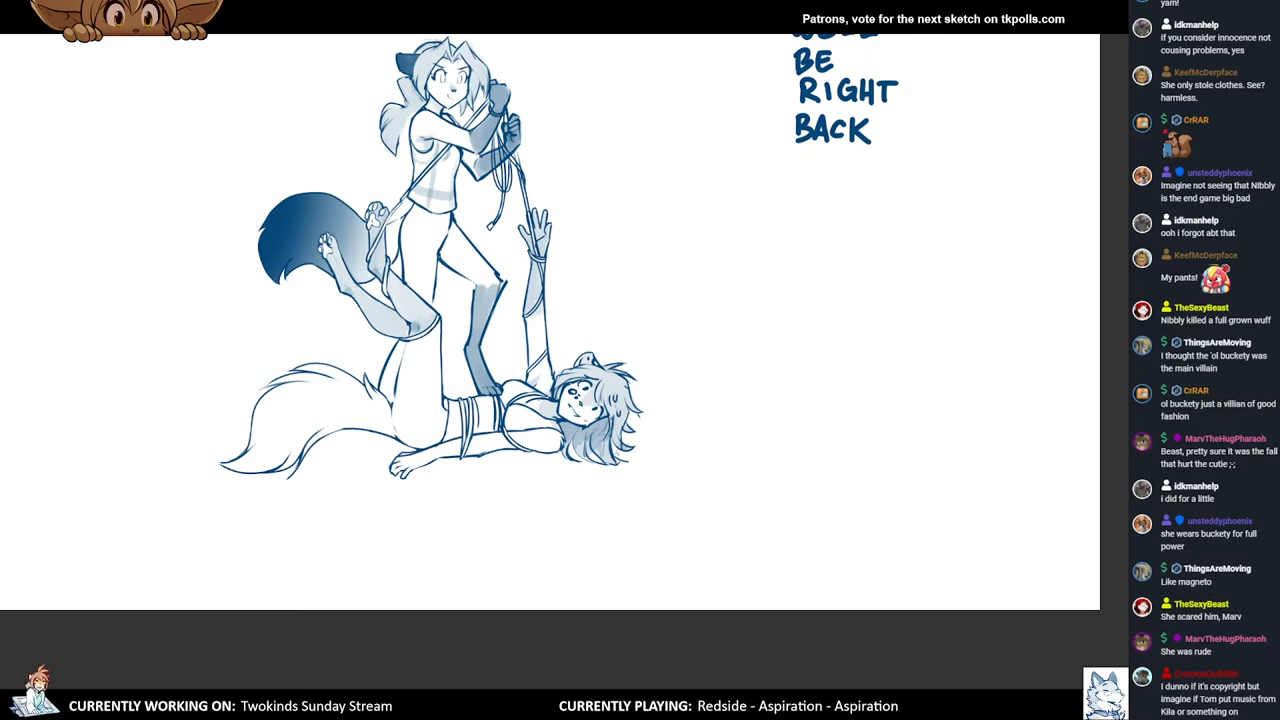 Patrons, vote for the next sketch on tkpolls.com
BE
RIGHT
BACK
yarn!
idkmanhelp
if you consider innocence not
cousing problems, yes
KeefMcDerpface
She only stole clothes. See?
harmless.
$ CrRAR
unsteddyphoenix
Imagine not seeing that NIbbly
is the end game big bad
idkmanhelp
ooh i forgot abt that
KeefMcDerpface
My pants!
TheSexyBeast
Nibbly killed a full grown wuff
$ ThingsAreMoving
I thought the 'ol buckety was
the main villain
$ CrRAR
ol buckety just a villian of good
fashion
$ MarvTheHugPharaoh
Beast, pretty sure it was the fall
that hurt the cutie ;-;
idkmanhelp
i did for a little
unsteddyphoenix
she wears buckety for full
power
$ ThingsAreMoving
Like magneto
TheSexyBeast
She scared him, Marv
$ MarvTheHugPharaoh
She was rude
I dunno if it's copyright but
imagine if Tom put music from
Kila or something on
CURRENTLY WORKING ON: Twokinds Sunday Stream
CURRENTLY PLAYING: Redside - Aspiration - Aspiration